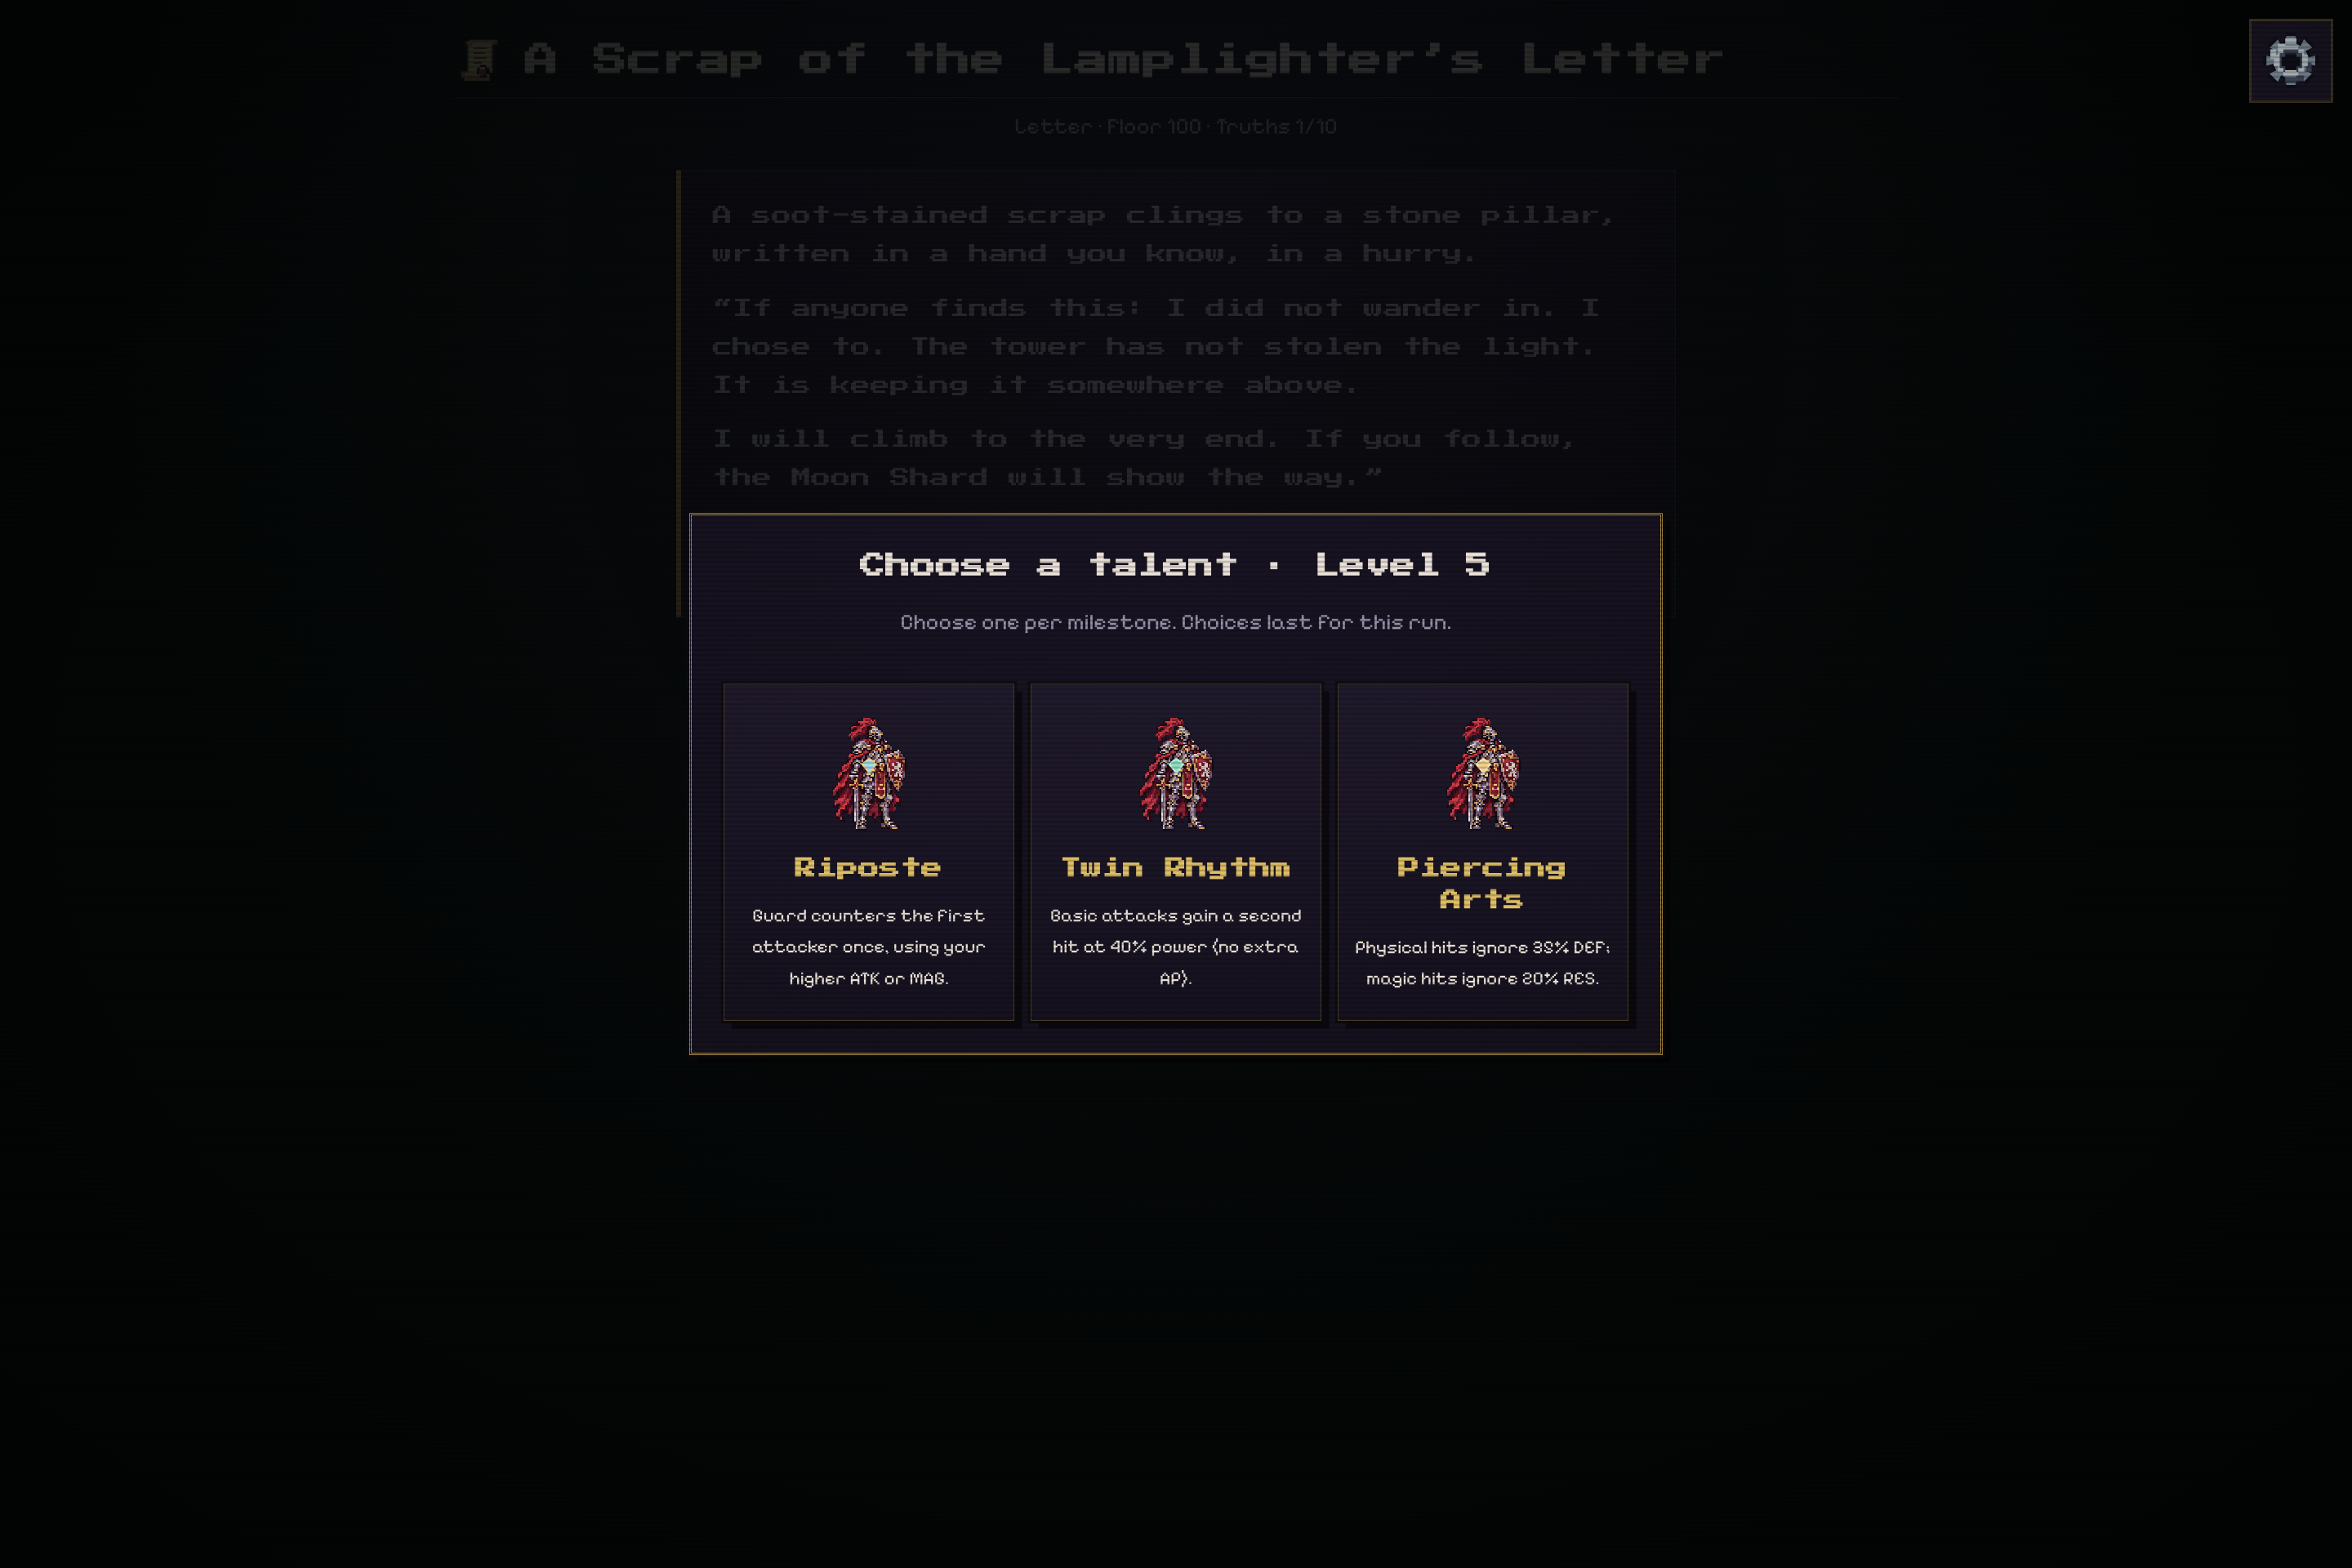 A Scrap of the Lamplighter's Letter
Letter · Floor 100 · Truths 1/10
A soot-stained scrap clings to a stone pillar,
written in a hand you know, in a hurry.
“If anyone finds this: I did not wander in. I
chose to. The tower has not stolen the light.
It is keeping it somewhere above.
I will climb to the very end. If you follow,
the Moon Shard will show the way.”
Choose a talent · Level 5
Choose one per milestone. Choices last for this run.
Riposte
Guard counters the first
attacker once, using your
higher ATK or MAG.
Twin Rhythm
Basic attacks gain a second
hit at 40% power (no extra
AP).
Piercing
Arts
Physical hits ignore 35% DEF;
magic hits ignore 20% RES.